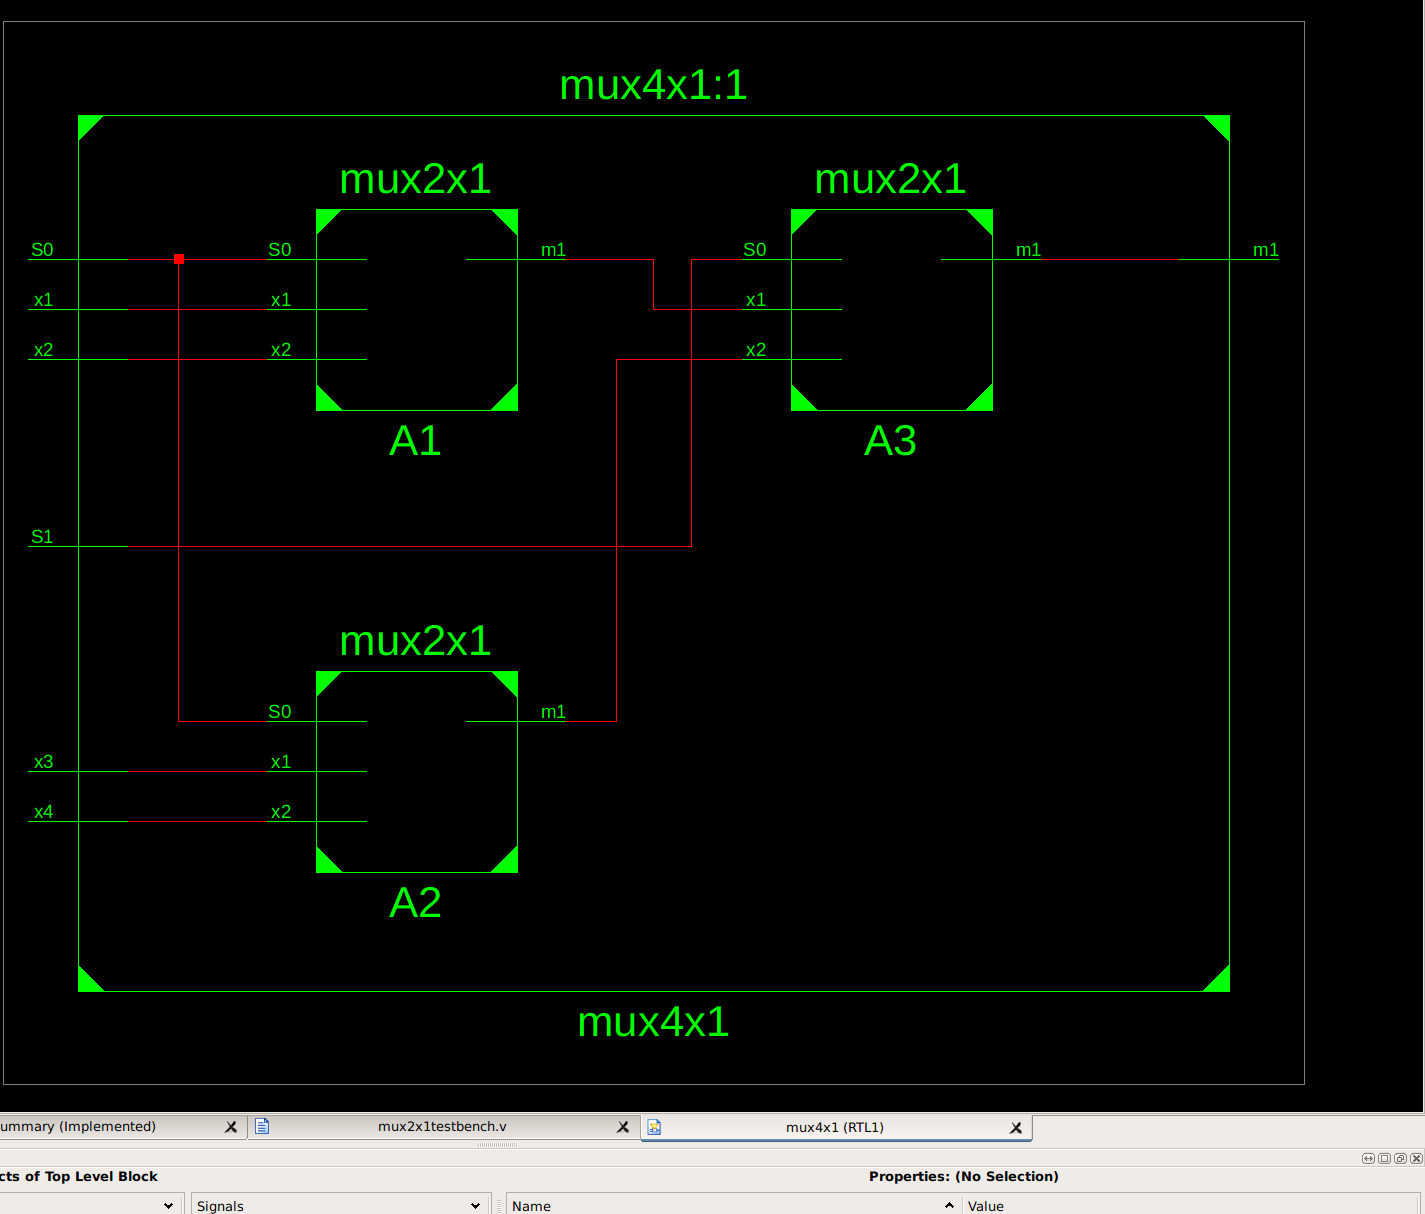 mux4x1:1
mux2x1 mux2x1
S0 S0 m1 S0 m1 m1
x1 x1 x1
x2 x2 x2
A1 A3
S1
mux2x1
S0 m1
x3 x1
x4 x2
A2
mux4x1
ummary (Implemented) mux2x1testbench.v mux4x1 (RTL1)
cts of Top Level Block Properties: (No Selection)
Signals Name Value